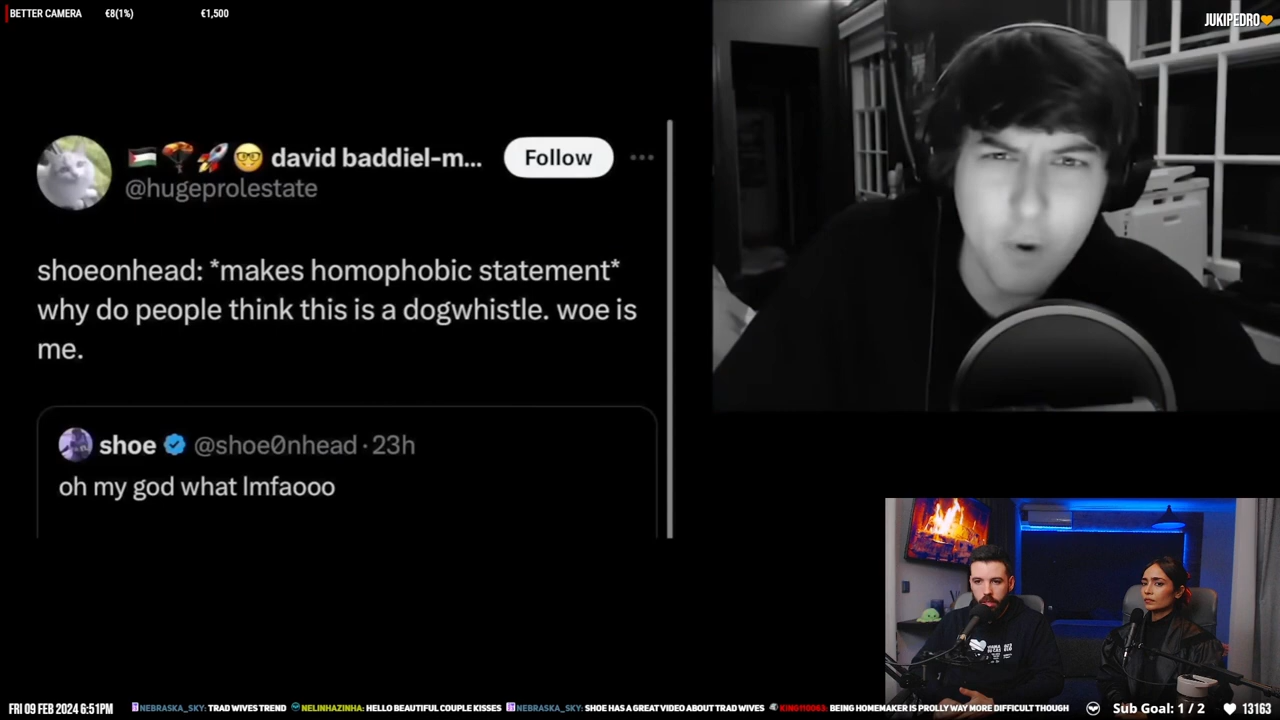 BETTER CAMERA €8(1%) €1,500
JUKIPEDRO🧡
🇵🇸🪂🚀🤓 david baddiel-m... Follow ...
@hugeprolestate
shoeonhead: *makes homophobic statement*
why do people think this is a dogwhistle. woe is
me.
shoe @shoe0nhead · 23h
oh my god what lmfaooo
FRI 09 FEB 2024 6:51PM NEBRASKA_SKY: TRAD WIVES TREND NELINHAZINHA: HELLO BEAUTIFUL COUPLE KISSES NEBRASKA_SKY: SHOE HAS A GREAT VIDEO ABOUT TRAD WIVES KING110063: BEING HOMEMAKER IS PROLLY WAY MORE DIFFICULT THOUGH Sub Goal: 1 / 2 13163